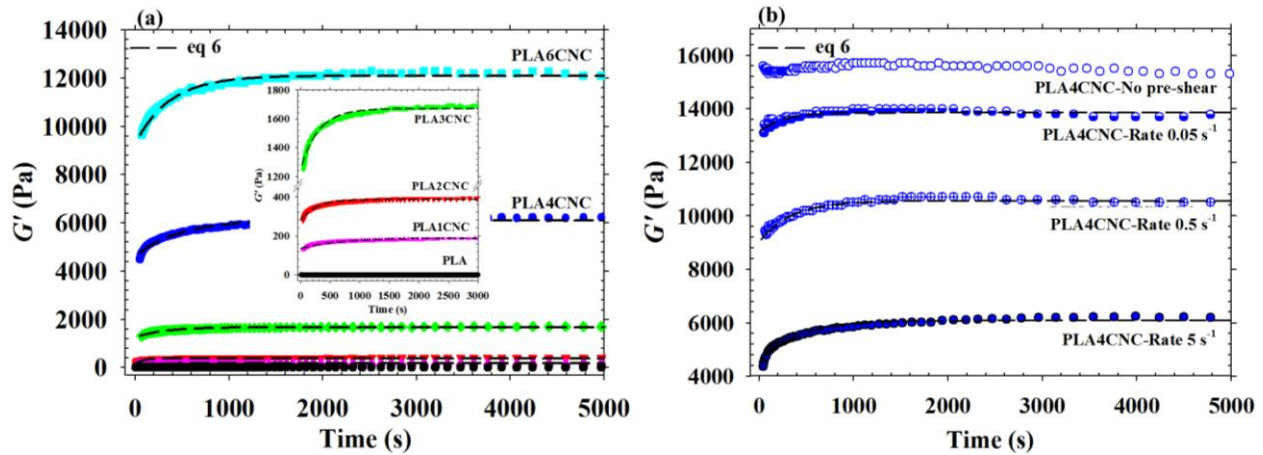 (a)
eq 6
PLA6CNC
PLA4CNC
14000
12000
10000
8000
6000
4000
2000
0
G′ (Pa)
0 1000 2000 3000 4000 5000
Time (s)
1800
1600
1400
1200
400
200
0
G′ (Pa)
PLA3CNC
PLA2CNC
PLA1CNC
PLA
0 500 1000 1500 2000 2500 3000
Time (s)
(b)
eq 6
16000
14000
12000
10000
8000
6000
4000
G′ (Pa)
PLA4CNC-No pre-shear
PLA4CNC-Rate 0.05 s⁻¹
PLA4CNC-Rate 0.5 s⁻¹
PLA4CNC-Rate 5 s⁻¹
0 1000 2000 3000 4000 5000
Time (s)